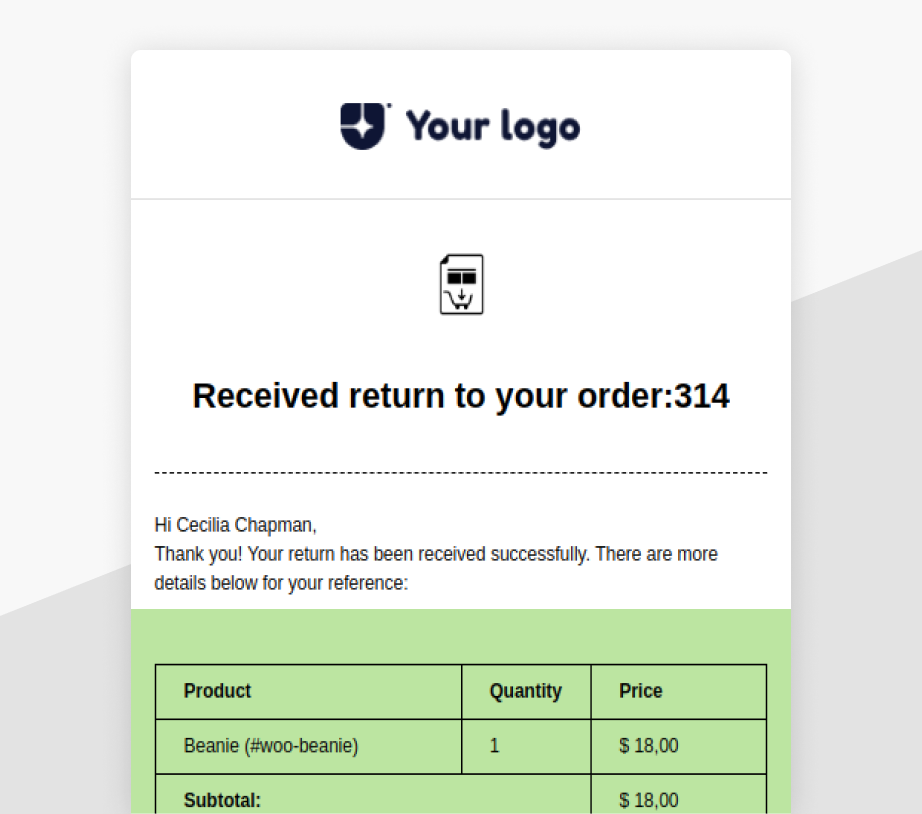 Your logo
Received return to your order:314
Hi Cecilia Chapman,
Thank you! Your return has been received successfully. There are more
details below for your reference:
Product Quantity Price
Beanie (#woo-beanie) 1 $ 18,00
Subtotal: $ 18,00